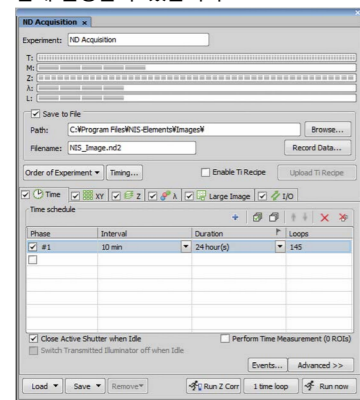 ND Acquisition x
Experiment: ND Acquisition
T:
M:
Z:
λ:
L:
Save to File
Path: C:₩Program Files₩NIS-Elements₩Images₩ Browse...
Filename: NIS_Image.nd2 Record Data...
Order of Experiment Timing... Enable Ti Recipe Upload Ti Recipe
Time XY Z λ Large Image I/O
Time schedule
Phase Interval Duration Loops
#1 10 min 24 hour(s) 145
Close Active Shutter when Idle Perform Time Measurement (0 ROIs)
Switch Transmitted Illuminator off when Idle
Events... Advanced >>
Load Save Remove Run Z Corr 1 time loop Run now